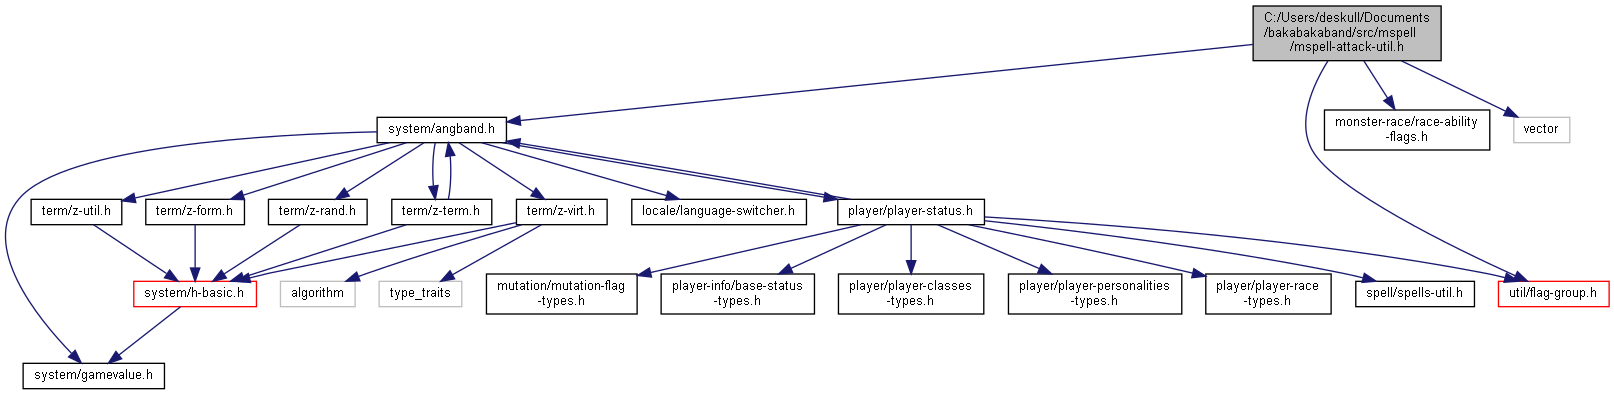 C:/Users/deskull/Documents
/bakabakaband/src/mspell
/mspell-attack-util.h
system/angband.h
monster-race/race-ability
-flags.h
vector
term/z-util.h
term/z-form.h
term/z-rand.h
term/z-term.h
term/z-virt.h
locale/language-switcher.h
player/player-status.h
system/h-basic.h
algorithm
type_traits
mutation/mutation-flag
-types.h
player-info/base-status
-types.h
player/player-classes
-types.h
player/player-personalities
-types.h
player/player-race
-types.h
spell/spells-util.h
util/flag-group.h
system/gamevalue.h